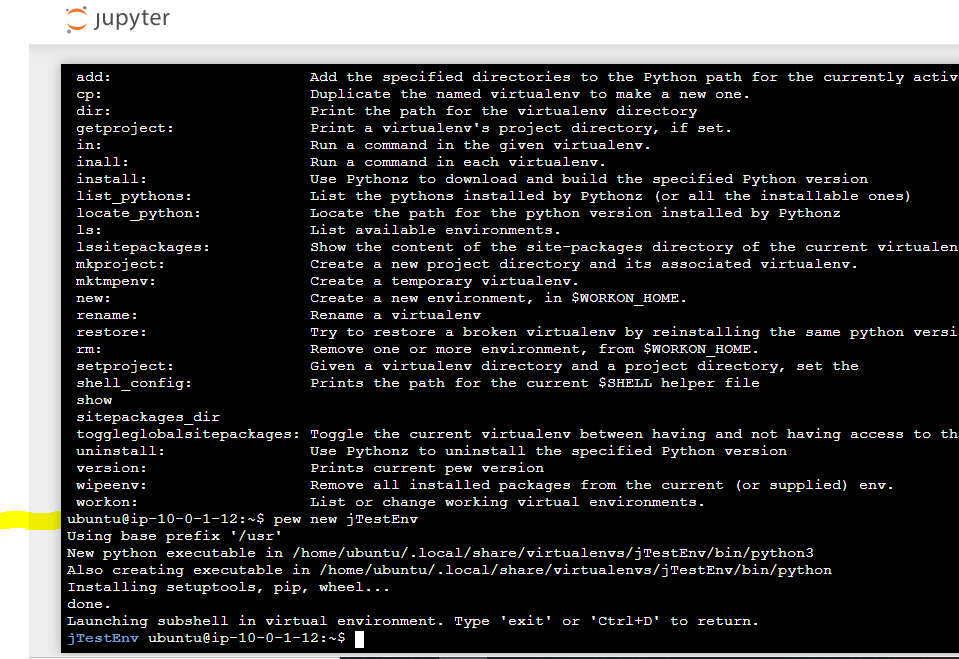 jupyter
add: Add the specified directories to the Python path for the currently activ
cp: Duplicate the named virtualenv to make a new one.
dir: Print the path for the virtualenv directory
getproject: Print a virtualenv's project directory, if set.
in: Run a command in the given virtualenv.
inall: Run a command in each virtualenv.
install: Use Pythonz to download and build the specified Python version
list_pythons: List the pythons installed by Pythonz (or all the installable ones)
locate_python: Locate the path for the python version installed by Pythonz
ls: List available environments.
lssitepackages: Show the content of the site-packages directory of the current virtualen
mkproject: Create a new project directory and its associated virtualenv.
mktmpenv: Create a temporary virtualenv.
new: Create a new environment, in $WORKON_HOME.
rename: Rename a virtualenv
restore: Try to restore a broken virtualenv by reinstalling the same python versi
rm: Remove one or more environment, from $WORKON_HOME.
setproject: Given a virtualenv directory and a project directory, set the
shell_config: Prints the path for the current $SHELL helper file
show
sitepackages_dir
toggleglobalsitepackages: Toggle the current virtualenv between having and not having access to th
uninstall: Use Pythonz to uninstall the specified Python version
version: Prints current pew version
wipeenv: Remove all installed packages from the current (or supplied) env.
workon: List or change working virtual environments.
ubuntu@ip-10-0-1-12:~$ pew new jTestEnv
Using base prefix '/usr'
New python executable in /home/ubuntu/.local/share/virtualenvs/jTestEnv/bin/python3
Also creating executable in /home/ubuntu/.local/share/virtualenvs/jTestEnv/bin/python
Installing setuptools, pip, wheel...
done.
Launching subshell in virtual environment. Type 'exit' or 'Ctrl+D' to return.
jTestEnv ubuntu@ip-10-0-1-12:~$